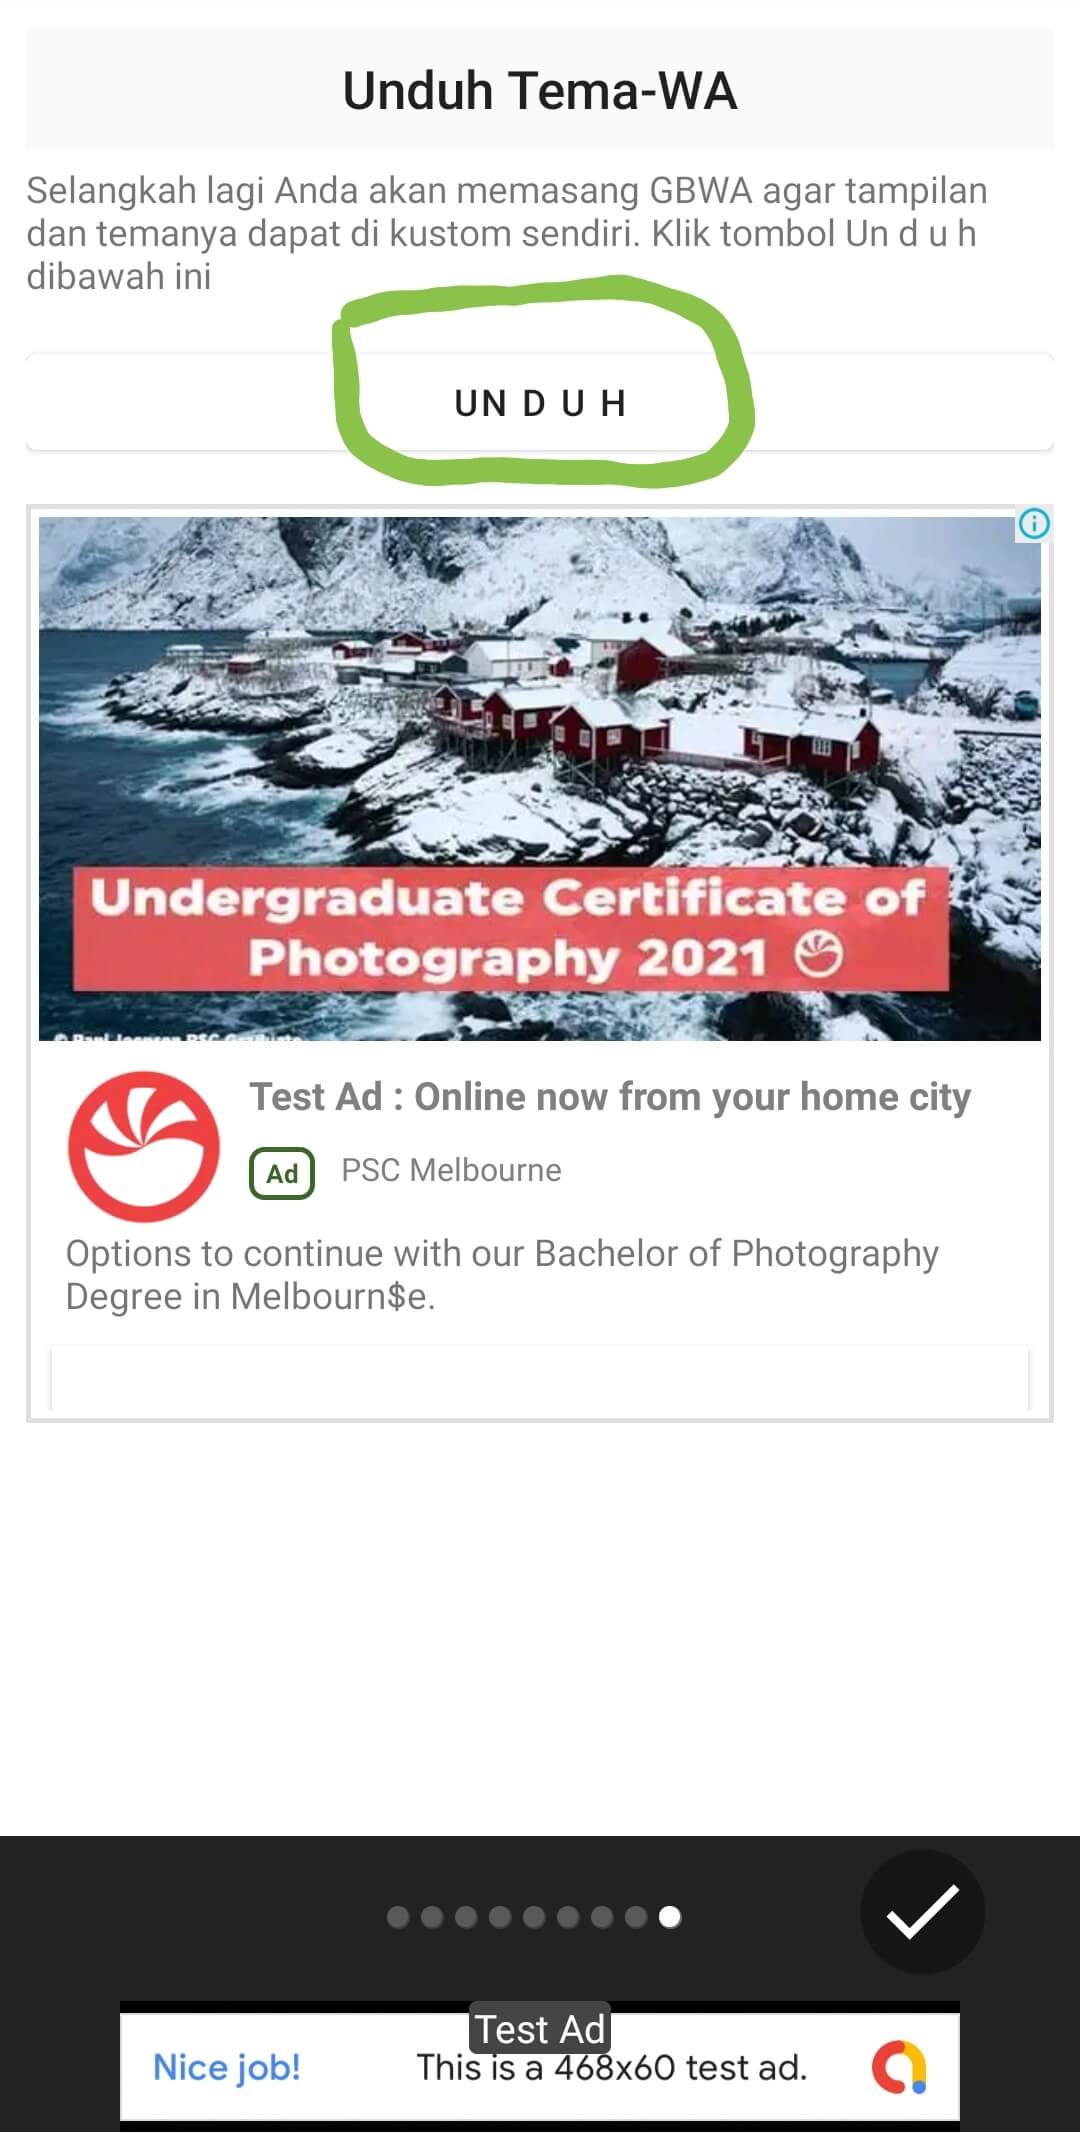 Unduh Tema-WA
Selangkah lagi Anda akan memasang GBWA agar tampilan
dan temanya dapat di kustom sendiri. Klik tombol Un d u h
dibawah ini
UN D U H
Undergraduate Certificate of
Photography 2021
Test Ad : Online now from your home city
Ad PSC Melbourne
Options to continue with our Bachelor of Photography
Degree in Melbourn$e.
Test Ad
Nice job! This is a 468x60 test ad.